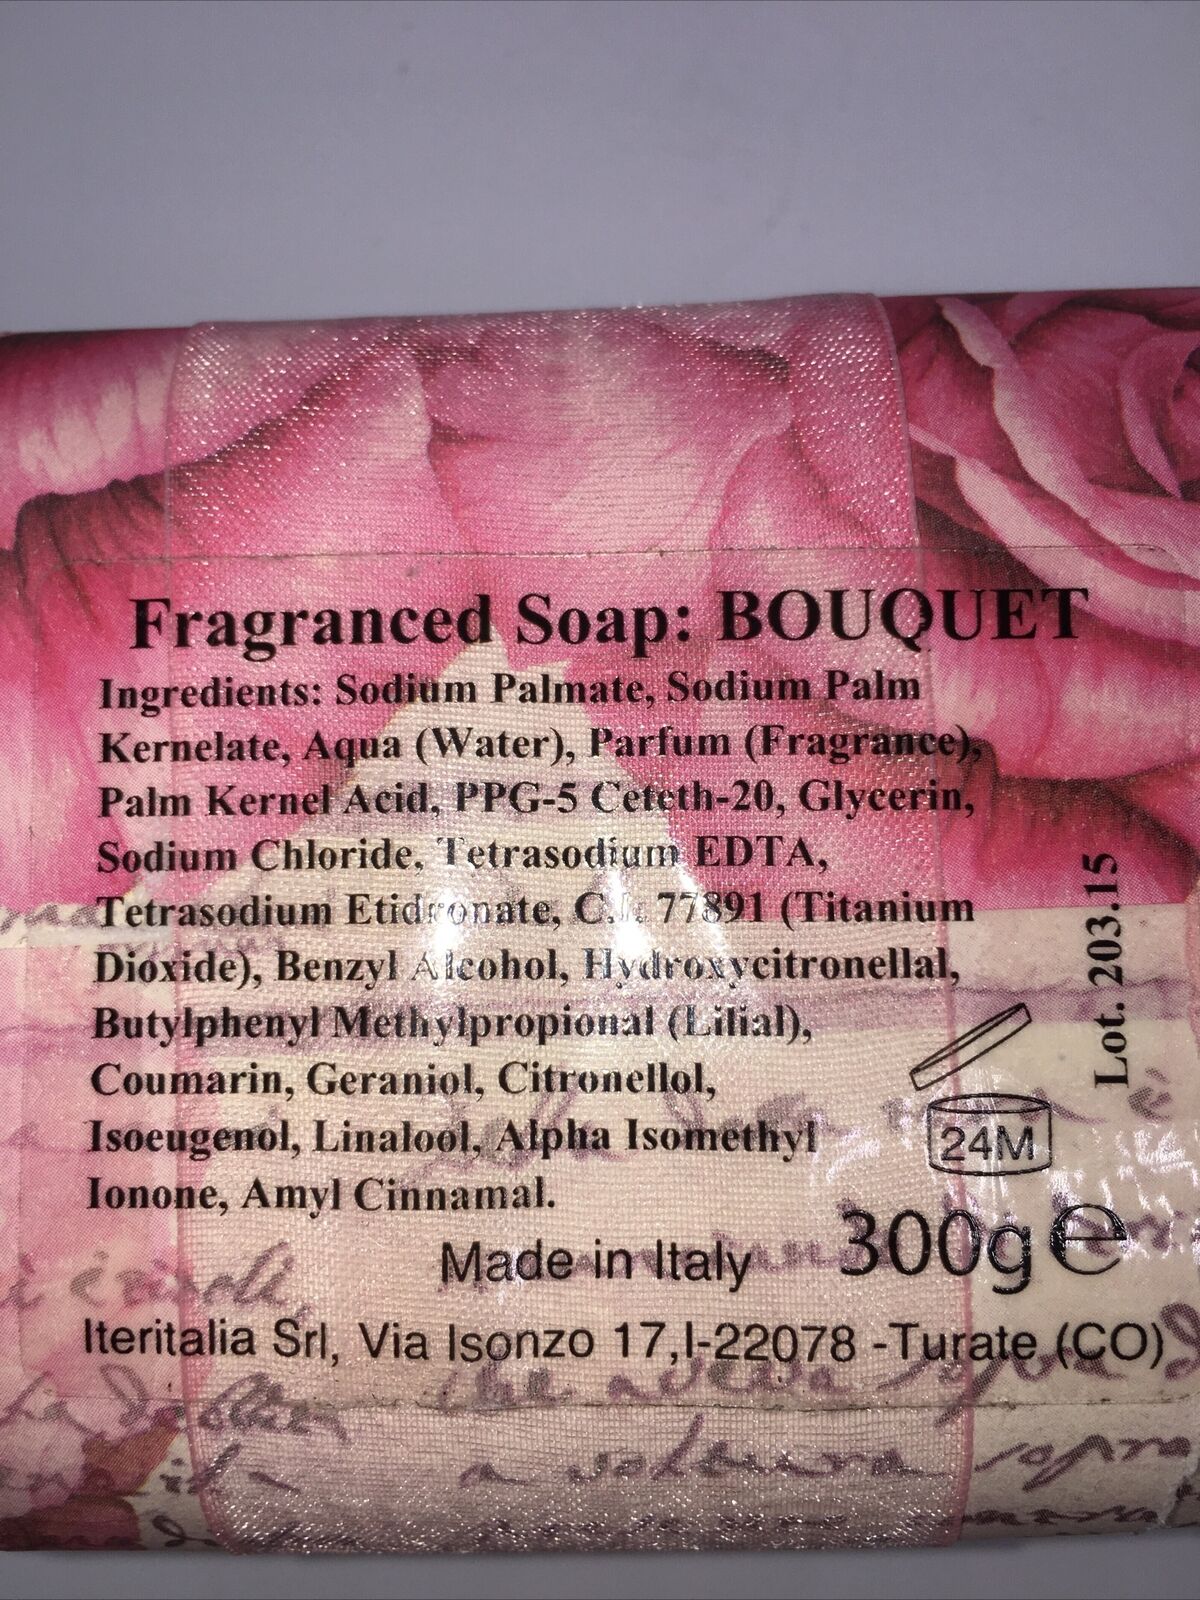 Fragranced Soap: BOUQUET
Ingredients: Sodium Palmate, Sodium Palm
Kernelate, Aqua (Water), Parfum (Fragrance),
Palm Kernel Acid, PPG-5 Ceteth-20, Glycerin,
Sodium Chloride, Tetrasodium EDTA,
Tetrasodium Etidronate, C.I. 77891 (Titanium
Dioxide), Benzyl Alcohol, Hydroxycitronellal,
Butylphenyl Methylpropional (Lilial),
Coumarin, Geraniol, Citronellol,
Isoeugenol, Linalool, Alpha Isomethyl
Ionone, Amyl Cinnamal.
Lot. 203.15
24M
300g e
Made in Italy
Iteritalia Srl, Via Isonzo 17,I-22078 -Turate (CO)
sopra